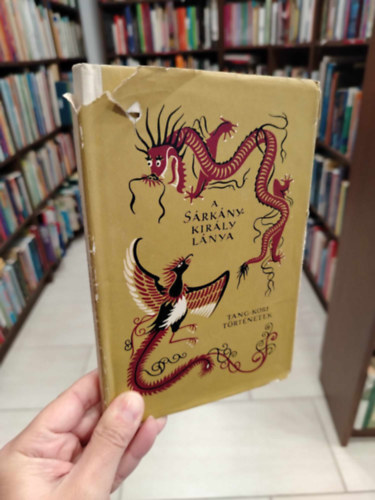 A
SÁRKÁNY-
KIRÁLY
LÁNYA
TANG-KORI
TÖRTÉNETEK